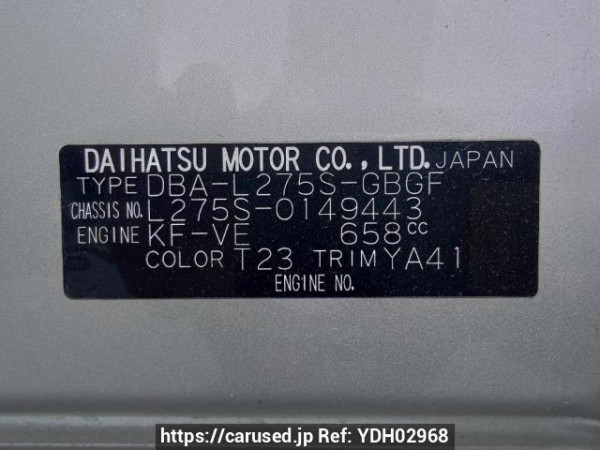 DAIHATSU MOTOR CO.,LTD. JAPAN
TYPE DBA-L275S-GBGF
CHASSIS NO. L275S-0149443
ENGINE KF-VE 658cc
COLOR T23 TRIM YA41
ENGINE NO.
https://carused.jp Ref: YDH02968